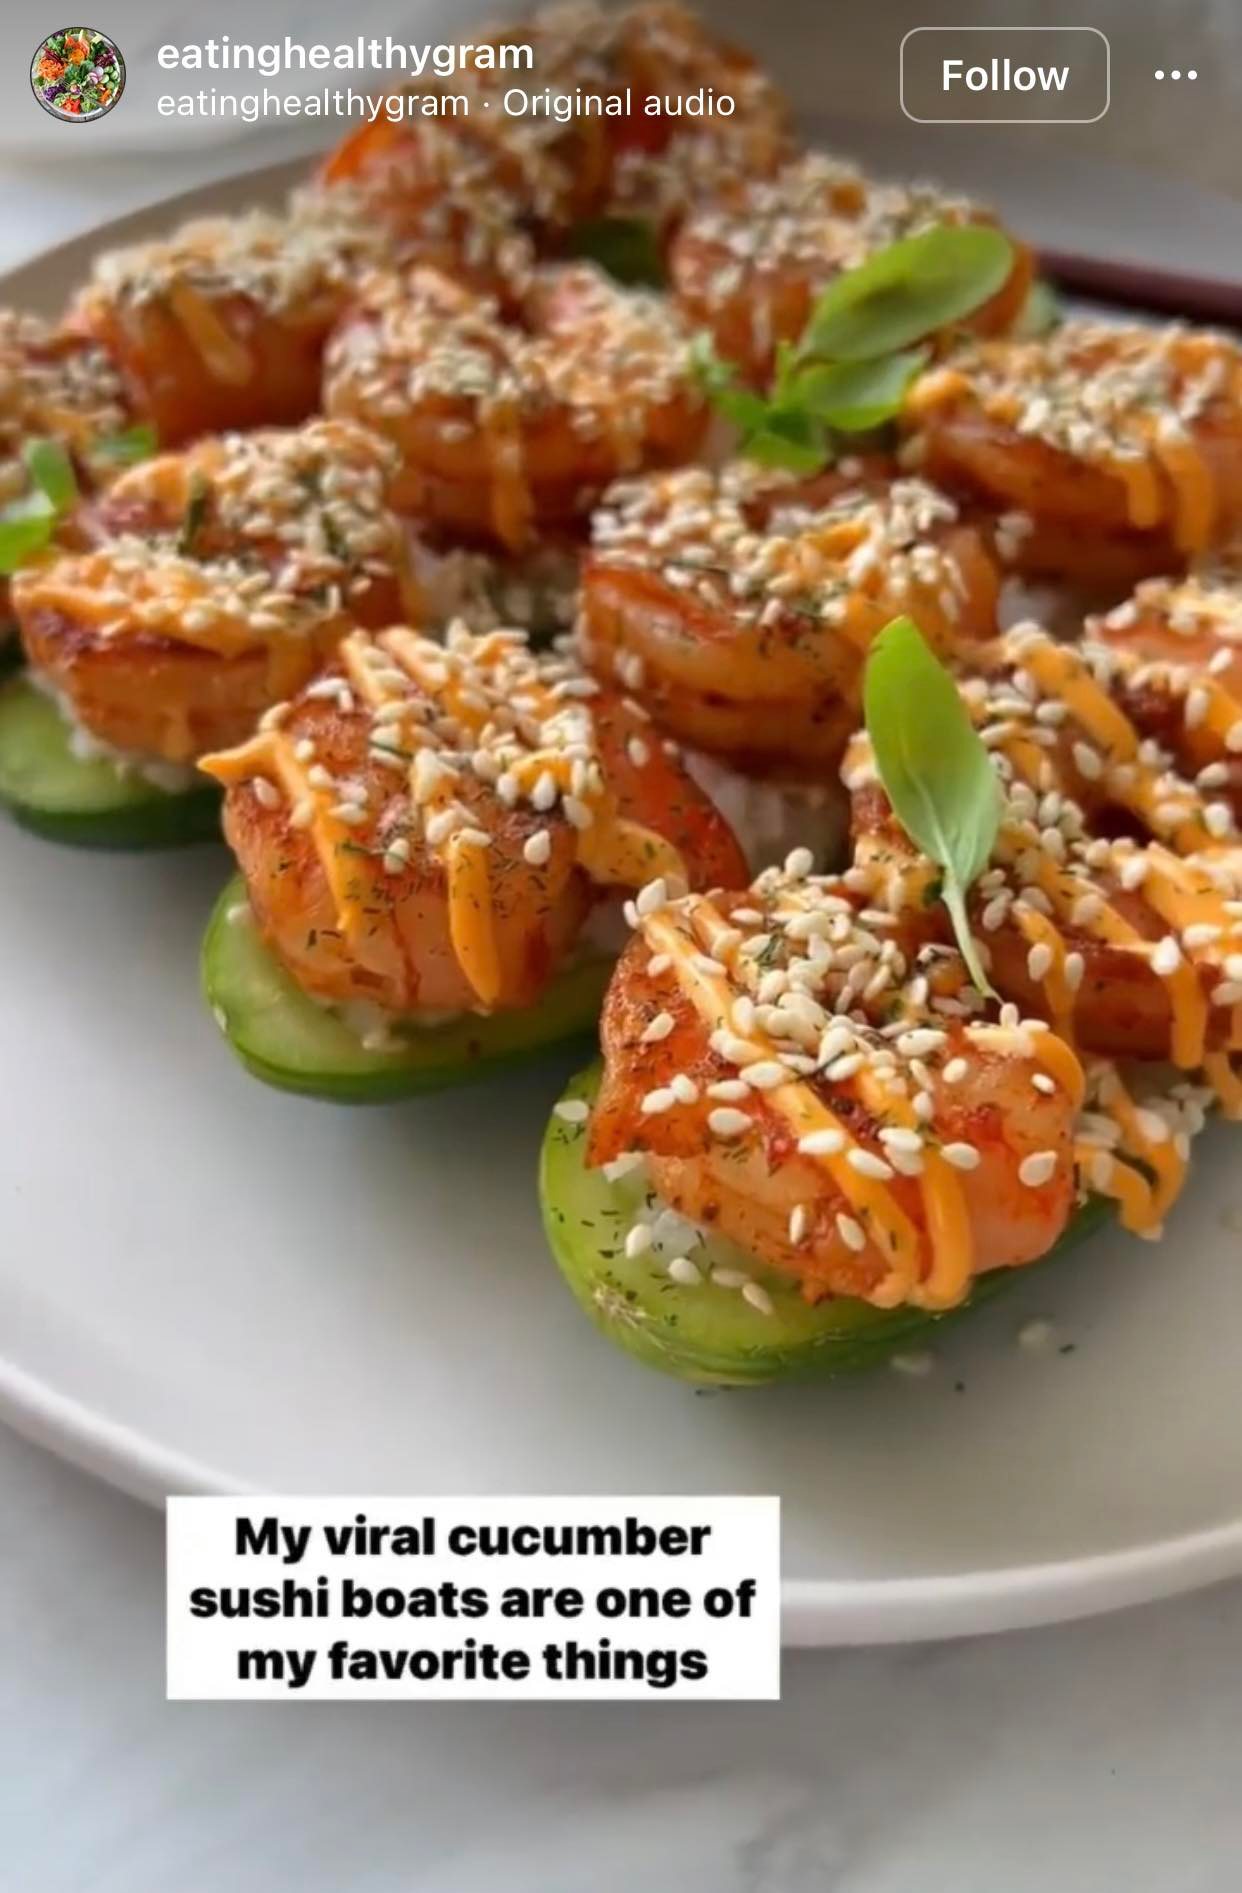 eatinghealthygram
Follow
eatinghealthygram · Original audio
My viral cucumber
sushi boats are one of
my favorite things